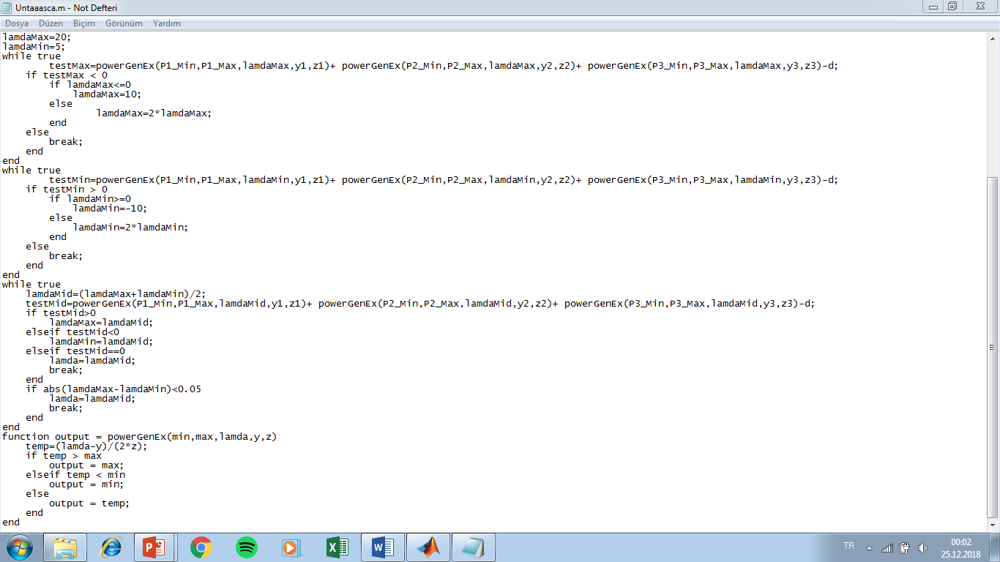 Untaaasca.m - Not Defteri
Dosya Düzen Biçim Görünüm Yardım
lamdaMax=20;
lamdaMin=5;
while true
        testMax=powerGenEx(P1_Min,P1_Max,lamdaMax,y1,z1)+ powerGenEx(P2_Min,P2_Max,lamdaMax,y2,z2)+ powerGenEx(P3_Min,P3_Max,lamdaMax,y3,z3)-d;
    if testMax < 0
        if lamdaMax<=0
            lamdaMax=10;
        else
                lamdaMax=2*lamdaMax;
        end
    else
        break;
    end
end
while true
        testMin=powerGenEx(P1_Min,P1_Max,lamdaMin,y1,z1)+ powerGenEx(P2_Min,P2_Max,lamdaMin,y2,z2)+ powerGenEx(P3_Min,P3_Max,lamdaMin,y3,z3)-d;
    if testMin > 0
        if lamdaMin>=0
            lamdaMin=-10;
        else
            lamdaMin=2*lamdaMin;
        end
    else
        break;
    end
end
while true
    lamdaMid=(lamdaMax+lamdaMin)/2;
    testMid=powerGenEx(P1_Min,P1_Max,lamdaMid,y1,z1)+ powerGenEx(P2_Min,P2_Max,lamdaMid,y2,z2)+ powerGenEx(P3_Min,P3_Max,lamdaMid,y3,z3)-d;
    if testMid>0
        lamdaMax=lamdaMid;
    elseif testMid<0
        lamdaMin=lamdaMid;
    elseif testMid==0
        lamda=lamdaMid;
        break;
    end
    if abs(lamdaMax-lamdaMin)<0.05
        lamda=lamdaMid;
        break;
    end
end
function output = powerGenEx(min,max,lamda,y,z)
    temp=(lamda-y)/(2*z);
    if temp > max
        output = max;
    elseif temp < min
        output = min;
    else
        output = temp;
    end
end
TR
00:02
25.12.2018